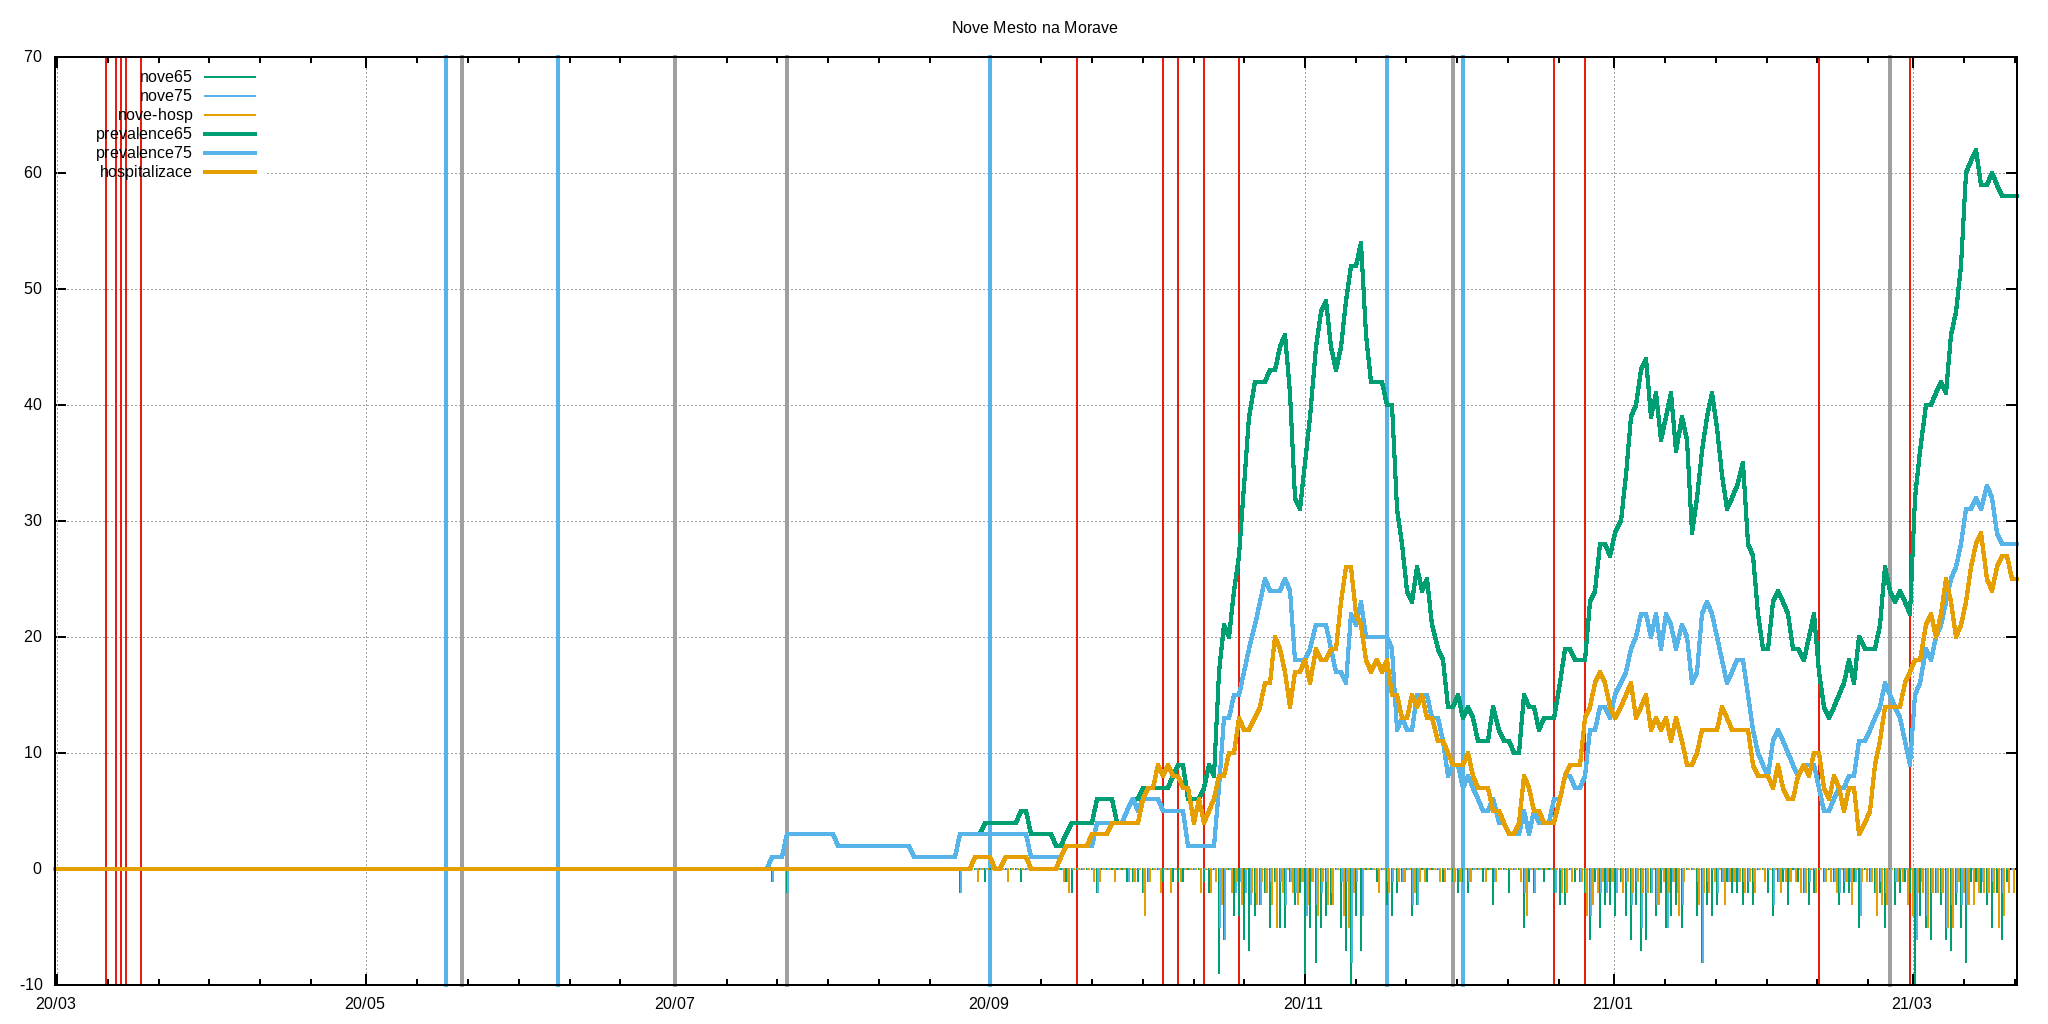 Nove Mesto na Morave
70
60
50
40
30
20
10
0
-10
nove65
nove75
nove-hosp
prevalence65
prevalence75
hospitalizace
20/03 20/05 20/07 20/09 20/11 21/01 21/03